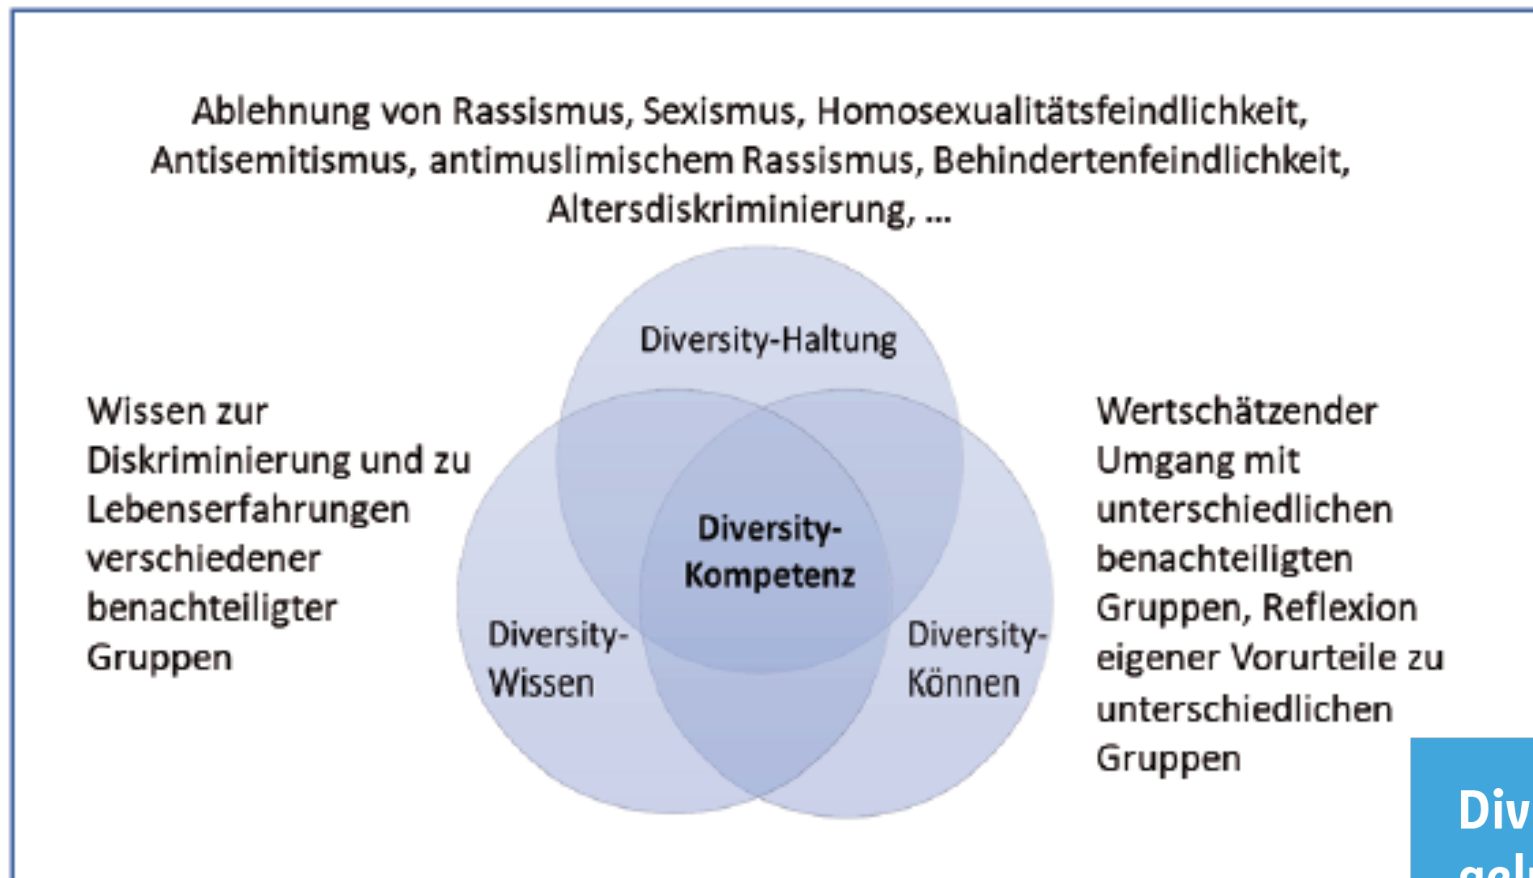 Ablehnung von Rassismus, Sexismus, Homosexualitätsfeindlichkeit,
Antisemitismus, antimuslimischem Rassismus, Behindertenfeindlichkeit,
Altersdiskriminierung, ...
Diversity-Haltung
Wissen zur
Diskriminierung und zu
Lebenserfahrungen
verschiedener
benachteiligter
Gruppen
Diversity-
Kompetenz
Diversity-
Wissen
Diversity-
Können
Wertschätzender
Umgang mit
unterschiedlichen
benachteiligten
Gruppen, Reflexion
eigener Vorurteile zu
unterschiedlichen
Gruppen
Div